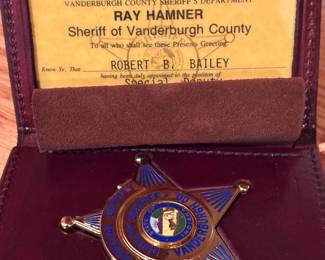 VANDERBURGH COUNTY SHERIFF'S DEPARTMENT
RAY HAMNER
Sheriff of Vanderburgh County
To all who shall see these Presents Greeting:
Know Ye, That ROBERT B. BAILEY
having been duly appointed to the position of
Special Deputy
VANDERBURGH